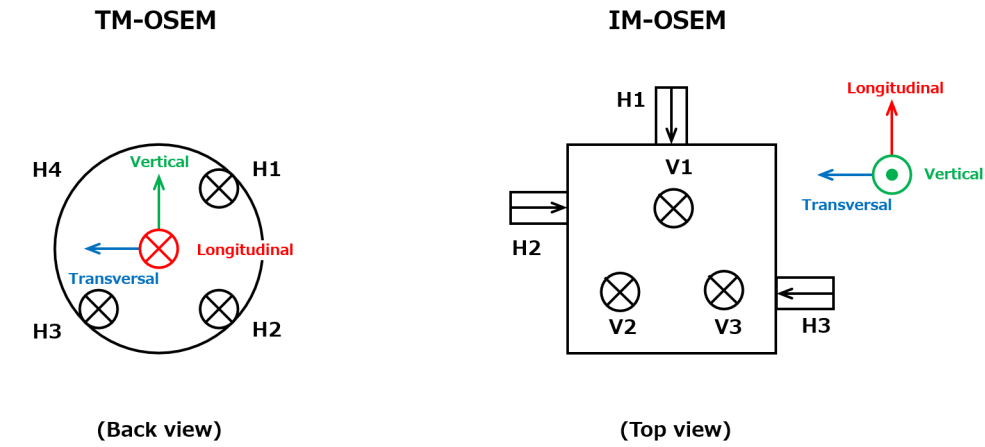 TM-OSEM
H4
Vertical
H1
Longitudinal
Transversal
H3
H2
(Back view)
IM-OSEM
H1
Longitudinal
V1
Vertical
Transversal
H2
V2
V3
H3
(Top view)